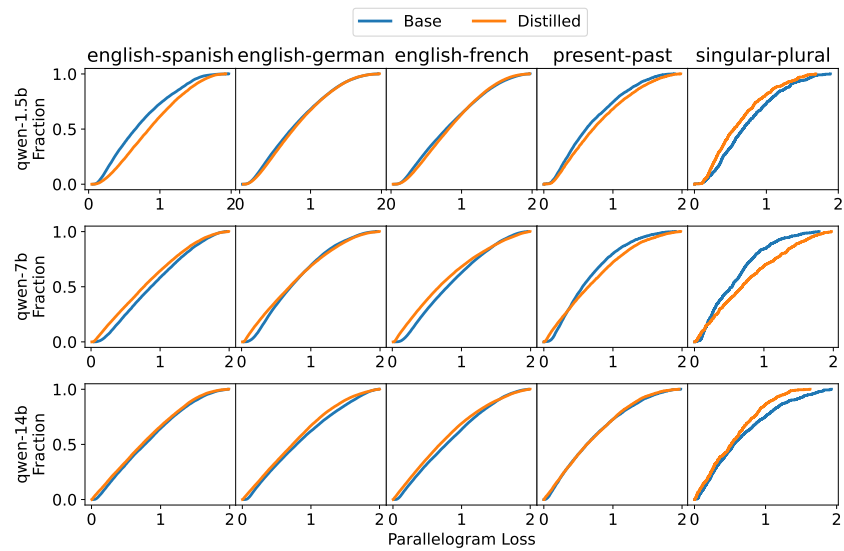 Base Distilled
english-spanish english-german english-french present-past singular-plural
qwen-1.5b
Fraction
1.0
0.5
0.0
0 1 2 0 1 2 0 1 2 0 1 2 0 1 2
qwen-7b
Fraction
1.0
0.5
0.0
0 1 2 0 1 2 0 1 2 0 1 2 0 1 2
qwen-14b
Fraction
1.0
0.5
0.0
0 1 2 0 1 2 0 1 2 0 1 2 0 1 2
Parallelogram Loss